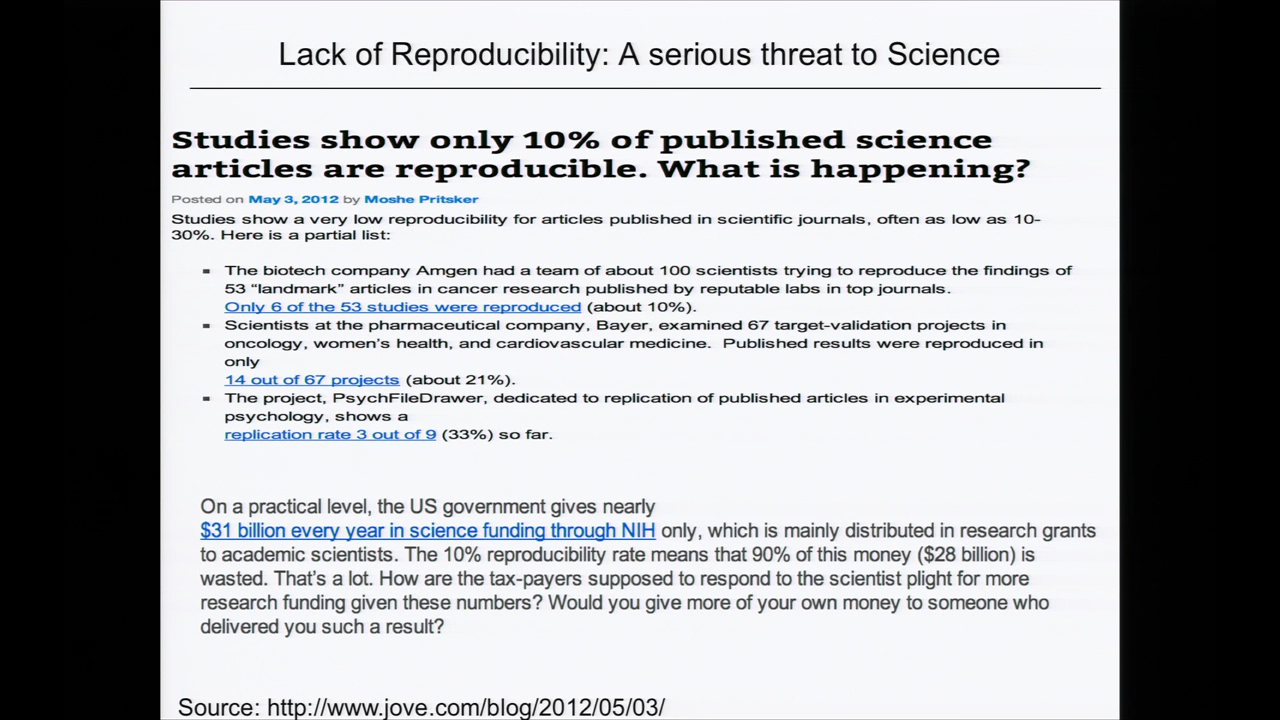 Lack of Reproducibility: A serious threat to Science
Studies show only 10% of published science
articles are reproducible. What is happening?
Posted on May 3, 2012 by Moshe Pritsker
Studies show a very low reproducibility for articles published in scientific journals, often as low as 10-
30%. Here is a partial list:
▪ The biotech company Amgen had a team of about 100 scientists trying to reproduce the findings of
53 “landmark” articles in cancer research published by reputable labs in top journals.
Only 6 of the 53 studies were reproduced (about 10%).
▪ Scientists at the pharmaceutical company, Bayer, examined 67 target-validation projects in
oncology, women’s health, and cardiovascular medicine. Published results were reproduced in
only
14 out of 67 projects (about 21%).
▪ The project, PsychFileDrawer, dedicated to replication of published articles in experimental
psychology, shows a
replication rate 3 out of 9 (33%) so far.
On a practical level, the US government gives nearly
$31 billion every year in science funding through NIH only, which is mainly distributed in research grants
to academic scientists. The 10% reproducibility rate means that 90% of this money ($28 billion) is
wasted. That’s a lot. How are the tax-payers supposed to respond to the scientist plight for more
research funding given these numbers? Would you give more of your own money to someone who
delivered you such a result?
Source: http://www.jove.com/blog/2012/05/03/